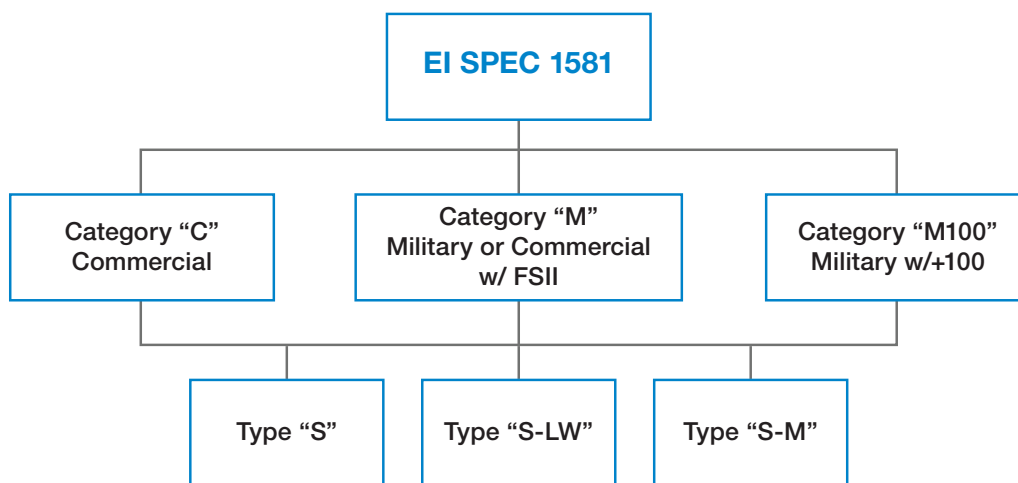 EI SPEC 1581
Category “C”
Commercial
Category “M”
Military or Commercial
w/ FSII
Category “M100”
Military w/+100
Type “S”
Type “S-LW”
Type “S-M”